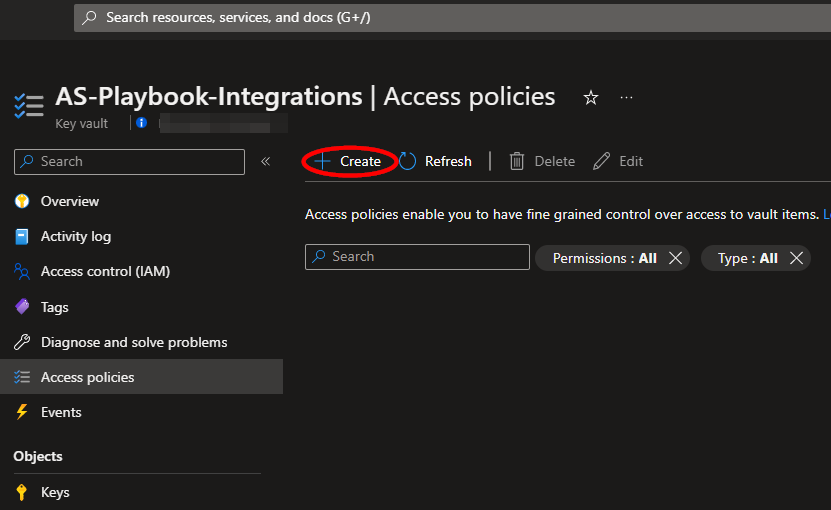 Search resources, services, and docs (G+/)
AS-Playbook-Integrations | Access policies
Key vault
Search
Create
Refresh
Delete
Edit
Overview
Activity log
Access control (IAM)
Tags
Diagnose and solve problems
Access policies
Events
Objects
Keys
Access policies enable you to have fine grained control over access to vault items.
Search
Permissions : All
Type : All